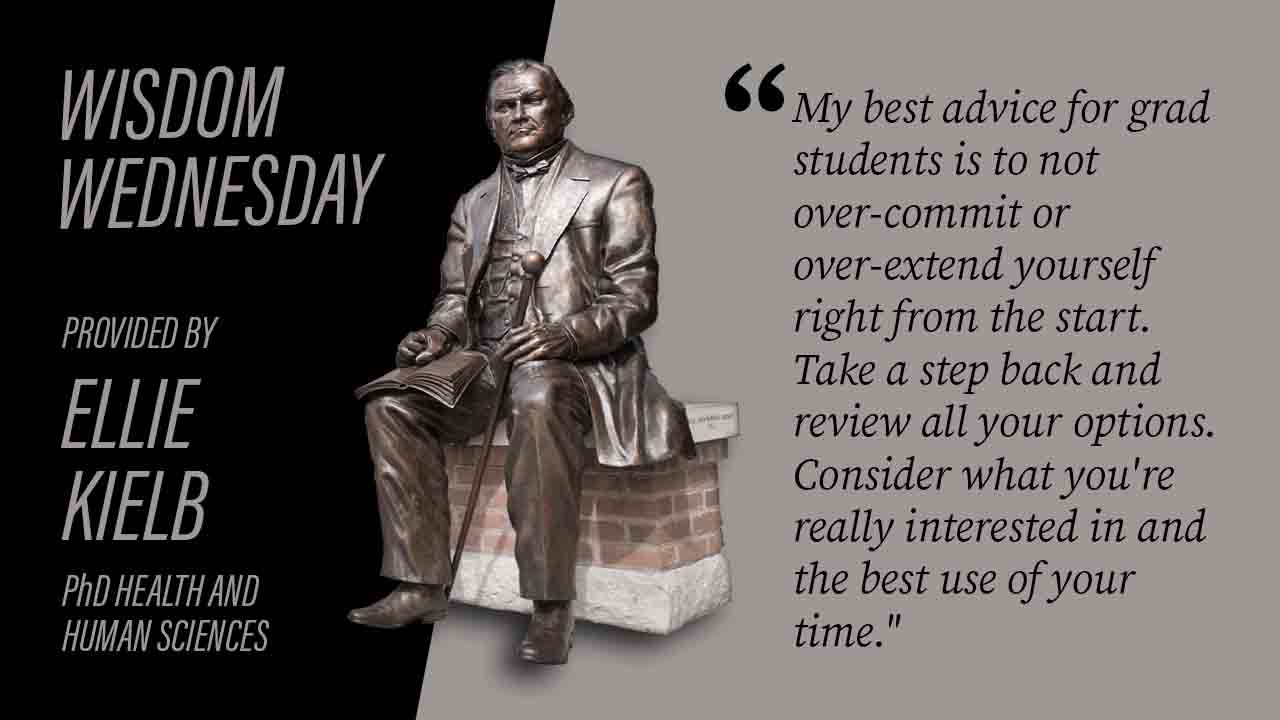 WISDOM
WEDNESDAY
PROVIDED BY
ELLIE
KIELB
PhD HEALTH AND
HUMAN SCIENCES
“My best advice for grad
students is to not
over-commit or
over-extend yourself
right from the start.
Take a step back and
review all your options.
Consider what you're
really interested in and
the best use of your
time."